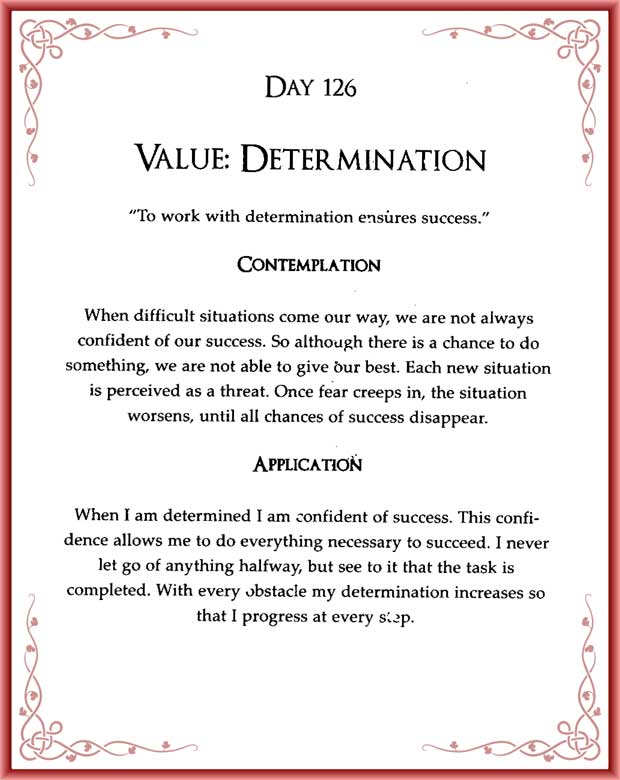 DAY 126
VALUE: DETERMINATION
"To work with determination ensures success."
CONTEMPLATION
When difficult situations come our way, we are not always
confident of our success. So although there is a chance to do
something, we are not able to give our best. Each new situation
is perceived as a threat. Once fear creeps in, the situation
worsens, until all chances of success disappear.
APPLICATION
When I am determined I am confident of success. This confi-
dence allows me to do everything necessary to succeed. I never
let go of anything halfway, but see to it that the task is
completed. With every obstacle my determination increases so
that I progress at every step.